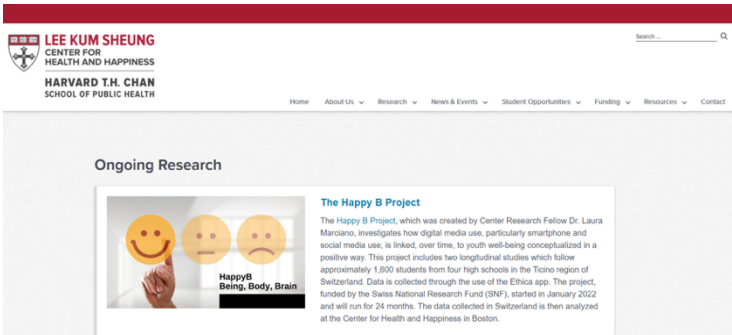 LEE KUM SHEUNG
CENTER FOR
HEALTH AND HAPPINESS
HARVARD T.H. CHAN
SCHOOL OF PUBLIC HEALTH
Search ...
Home About Us Research News & Events Student Opportunities Funding Resources Contact
Ongoing Research
HappyB
Being, Body, Brain
The Happy B Project
The Happy B Project, which was created by Center Research Fellow Dr. Laura
Marciano, investigates how digital media use, particularly smartphone and
social media use, is linked, over time, to youth well-being conceptualized in a
positive way. This project includes two longitudinal studies which follow
approximately 1,600 students from four high schools in the Ticino region of
Switzerland. Data is collected through the use of the Ethica app. The project,
funded by the Swiss National Research Fund (SNF), started in January 2022
and will run for 24 months. The data collected in Switzerland is then analyzed
at the Center for Health and Happiness in Boston.